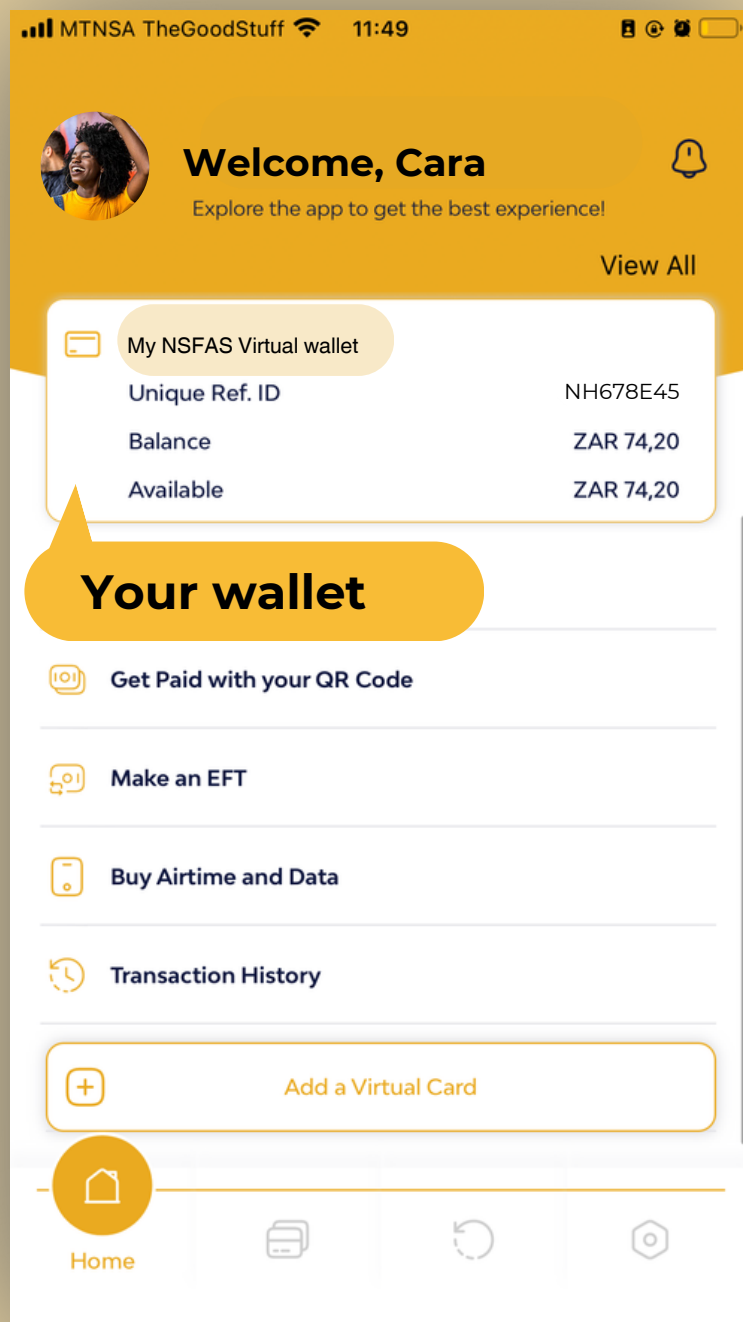 MTNSA TheGoodStuff 11:49
Welcome, Cara
Explore the app to get the best experience!
View All
My NSFAS Virtual wallet
Unique Ref. ID NH678E45
Balance ZAR 74,20
Available ZAR 74,20
Your wallet
Get Paid with your QR Code
Make an EFT
Buy Airtime and Data
Transaction History
Add a Virtual Card
Home